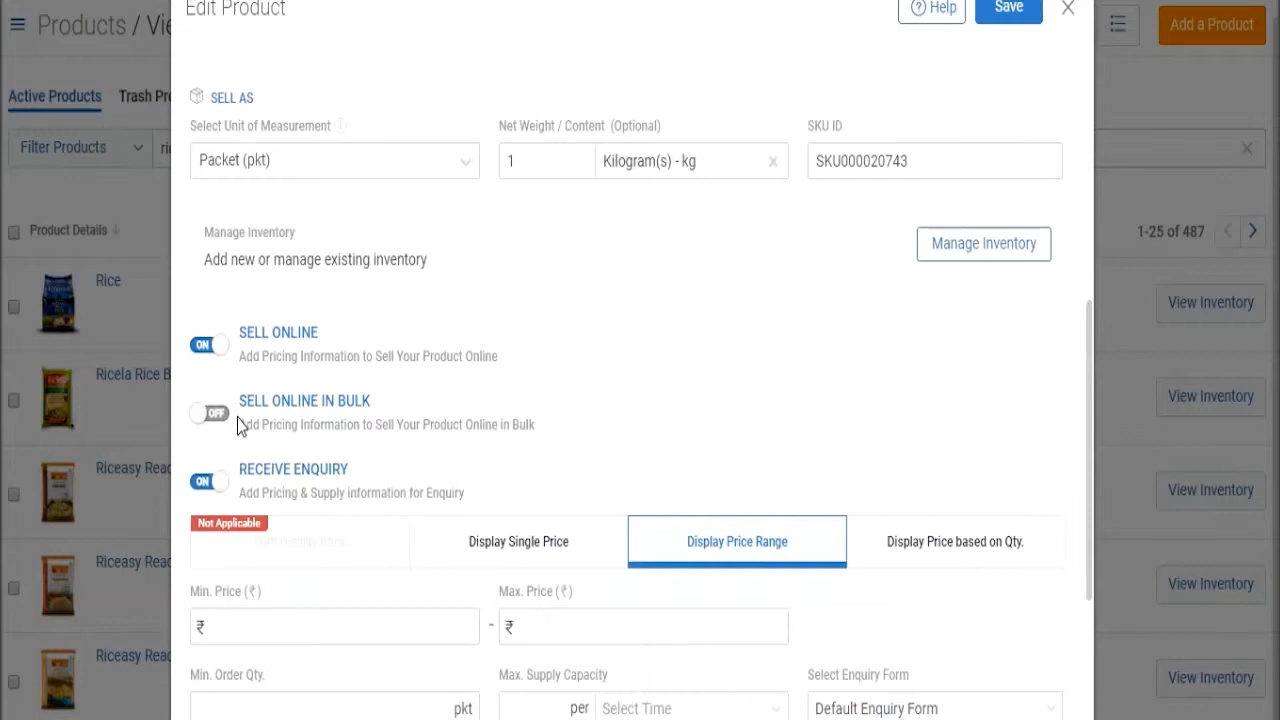 Edit Product
Help
Save
Products / Vie
Add a Product
Active Products
Trash Pr
SELL AS
Select Unit of Measurement
Net Weight / Content (Optional)
SKU ID
Filter Products
ri
Packet (pkt)
1
Kilogram(s) - kg
SKU000020743
Product Details
1-25 of 487
Manage Inventory
Add new or manage existing inventory
Manage Inventory
Rice
View Inventory
SELL ONLINE
ON
Add Pricing Information to Sell Your Product Online
Ricela Rice B
View Inventory
SELL ONLINE IN BULK
OFF
Add Pricing Information to Sell Your Product Online in Bulk
Riceasy Read
RECEIVE ENQUIRY
ON
Add Pricing & Supply information for Enquiry
View Inventory
Not Applicable
Display Single Price
Display Price Range
Display Price based on Qty.
Riceasy Read
View Inventory
Min. Price (₹)
Max. Price (₹)
₹
-
₹
Riceasy Read
View Inventory
Min. Order Qty.
Max. Supply Capacity
Select Enquiry Form
pkt
per
Select Time
Default Enquiry Form